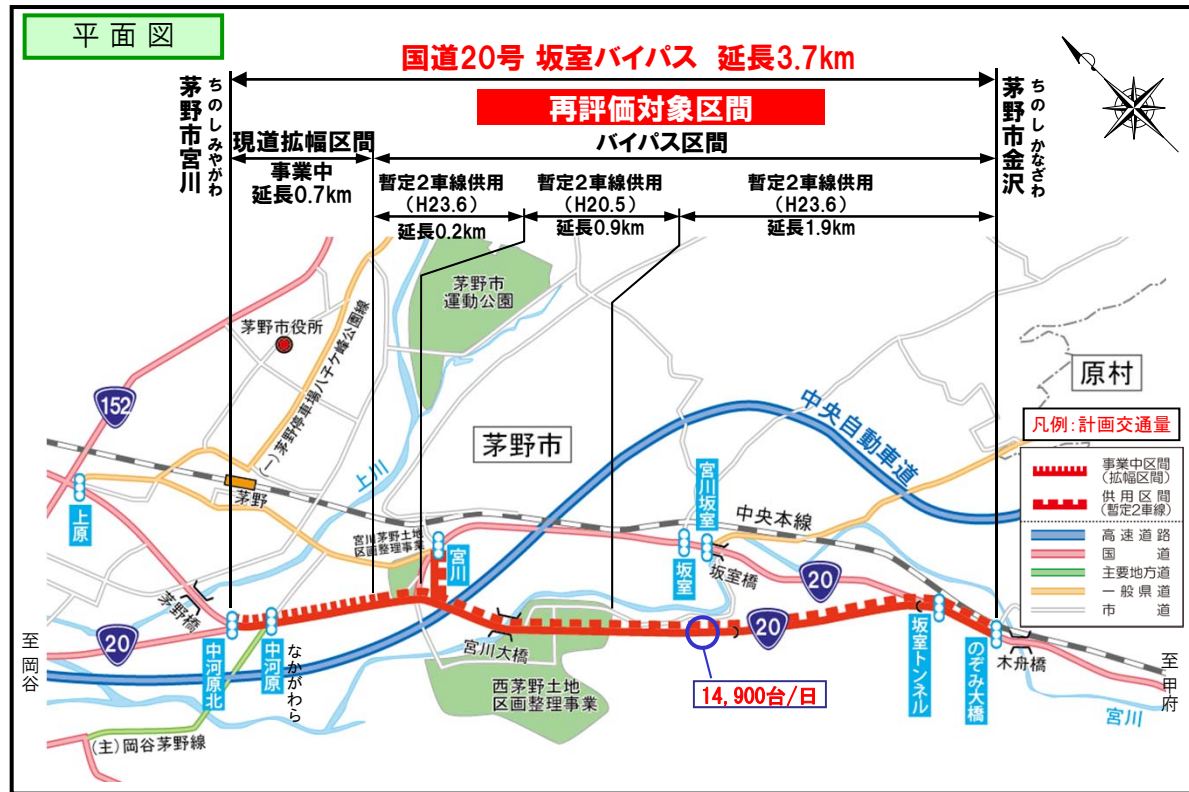 平面図
国道20号 坂室バイパス 延長3.7km
再評価対象区間
茅野市宮川
ちのしみやがわ
茅野市金沢
ちのしかなざわ
現道拡幅区間
事業中
延長0.7km
バイパス区間
暫定2車線供用
(H23.6)
延長0.2km
暫定2車線供用
(H20.5)
延長0.9km
暫定2車線供用
(H23.6)
延長1.9km
茅野市
運動公園
茅野市役所
(一)茅野停車場八子ケ峰公園線
152
原村
中央自動車道
茅野市
上川
凡例:計画交通量
事業中区間
(拡幅区間)
供用区間
(暫定2車線)
高速道路
国道
主要地方道
一般県道
市道
上原
茅野
宮川茅野土地
区画整理事業
宮川
宮川坂室
坂室
坂室橋
中央本線
20
茅野橋
20
至岡谷
中河原北
中河原
なかがわら
宮川大橋
西茅野土地
区画整理事業
20
14,900台/日
坂室トンネル
のぞみ大橋
木舟橋
至甲府
宮川
(主)岡谷茅野線